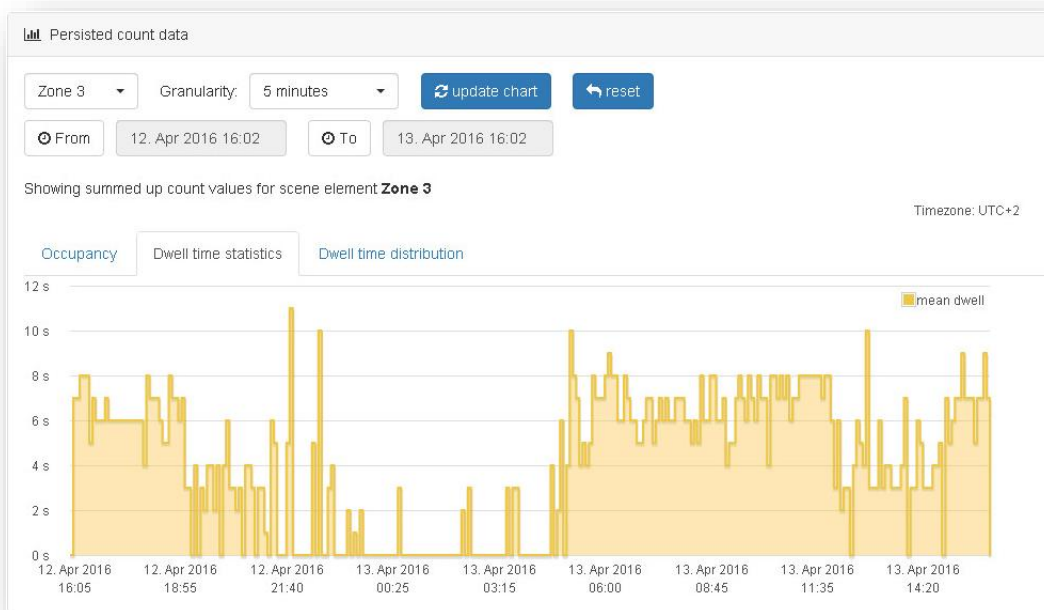 Persisted count data
Zone 3 Granularity: 5 minutes update chart reset
From 12. Apr 2016 16:02 To 13. Apr 2016 16:02
Showing summed up count values for scene element Zone 3
Timezone: UTC+2
Occupancy Dwell time statistics Dwell time distribution
12 s
mean dwell
10 s
8 s
6 s
4 s
2 s
0 s
12. Apr 2016 12. Apr 2016 12. Apr 2016 13. Apr 2016 13. Apr 2016 13. Apr 2016 13. Apr 2016 13. Apr 2016 13. Apr 2016
16:05 18:55 21:40 00:25 03:15 06:00 08:45 11:35 14:20